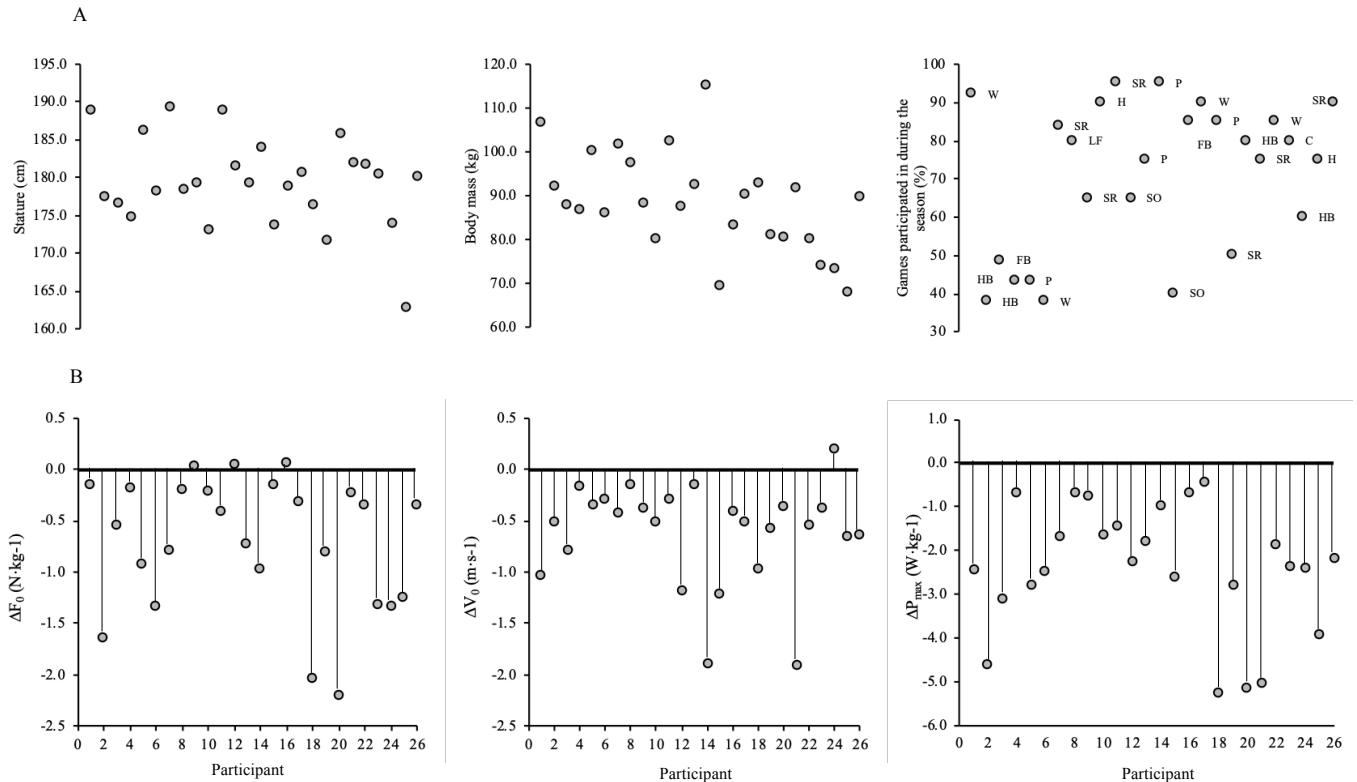 A
195.0
190.0
185.0
180.0
175.0
170.0
165.0
160.0
Stature (cm)
120.0
110.0
100.0
90.0
80.0
70.0
60.0
Body mass (kg)
100
90
80
70
60
50
40
30
Games participated in during the
season (%)
W
HB
HB
FB
P
W
SR
LF
SR
H
SR
SO
P
P
SO
FB
W
P
SR
HB
SR
W
C
HB
H
SR
B
0.5
0.0
-0.5
-1.0
-1.5
-2.0
-2.5
ΔF0 (N·kg-1)
0 2 4 6 8 10 12 14 16 18 20 22 24 26
Participant
0.5
0.0
-0.5
-1.0
-1.5
-2.0
-2.5
ΔV0 (m·s-1)
0 2 4 6 8 10 12 14 16 18 20 22 24 26
Participant
1.0
0.0
-1.0
-2.0
-3.0
-4.0
-5.0
-6.0
ΔPmax (W·kg-1)
0 2 4 6 8 10 12 14 16 18 20 22 24 26
Participant